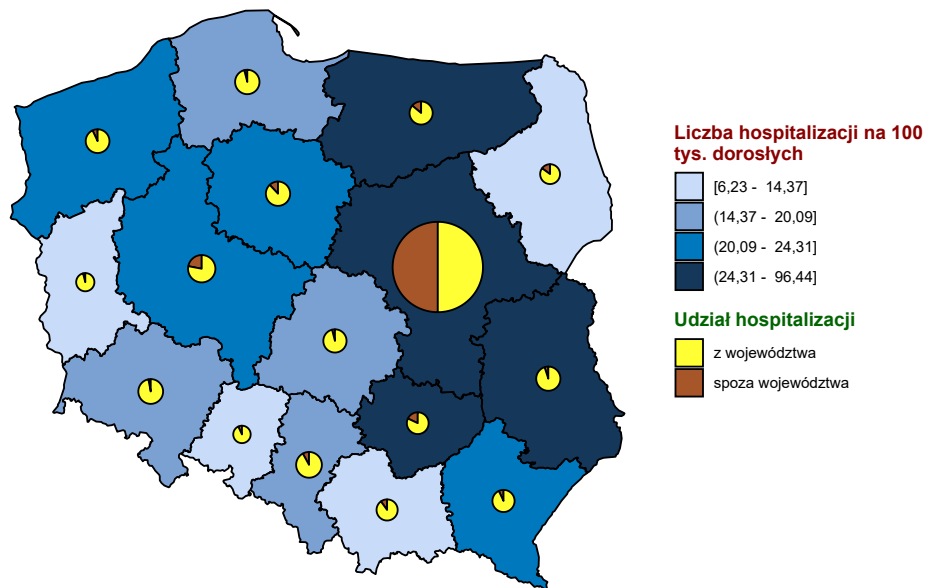 Liczba hospitalizacji na 100
tys. dorosłych
[6,23 - 14,37]
(14,37 - 20,09]
(20,09 - 24,31]
(24,31 - 96,44]
Udział hospitalizacji
z województwa
spoza województwa